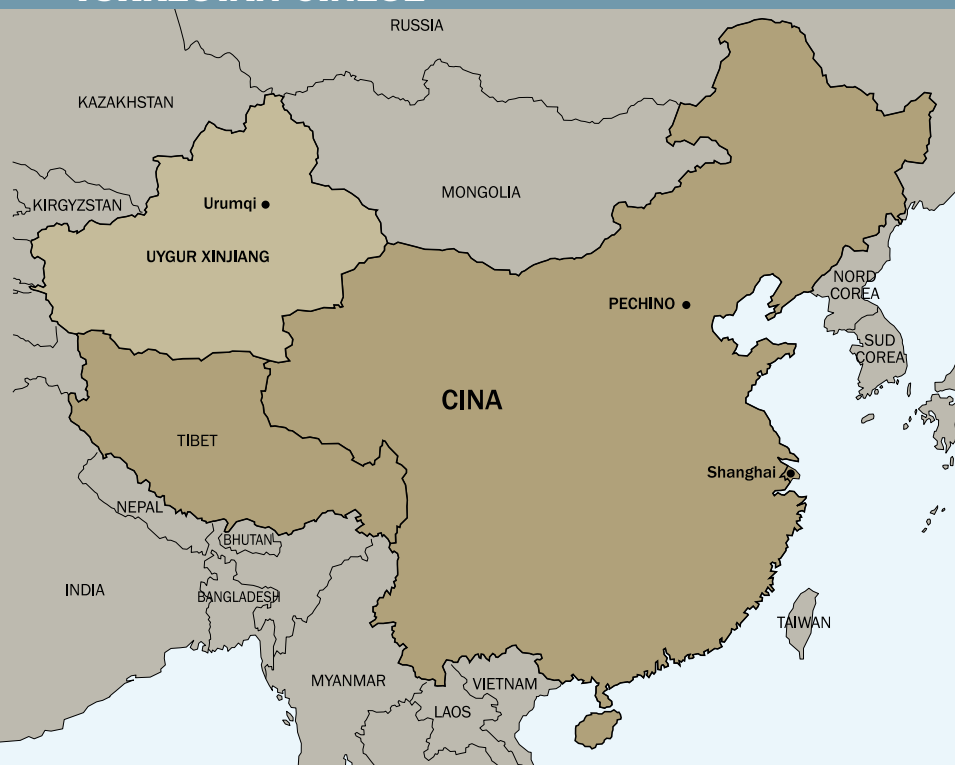 RUSSIA
KAZAKHSTAN
MONGOLIA
KIRGYZSTAN
Urumqi
UYGUR XINJIANG
NORD
COREA
PECHINO
SUD
COREA
CINA
TIBET
Shanghai
NEPAL
BHUTAN
INDIA
BANGLADESH
TAIWAN
MYANMAR
VIETNAM
LAOS